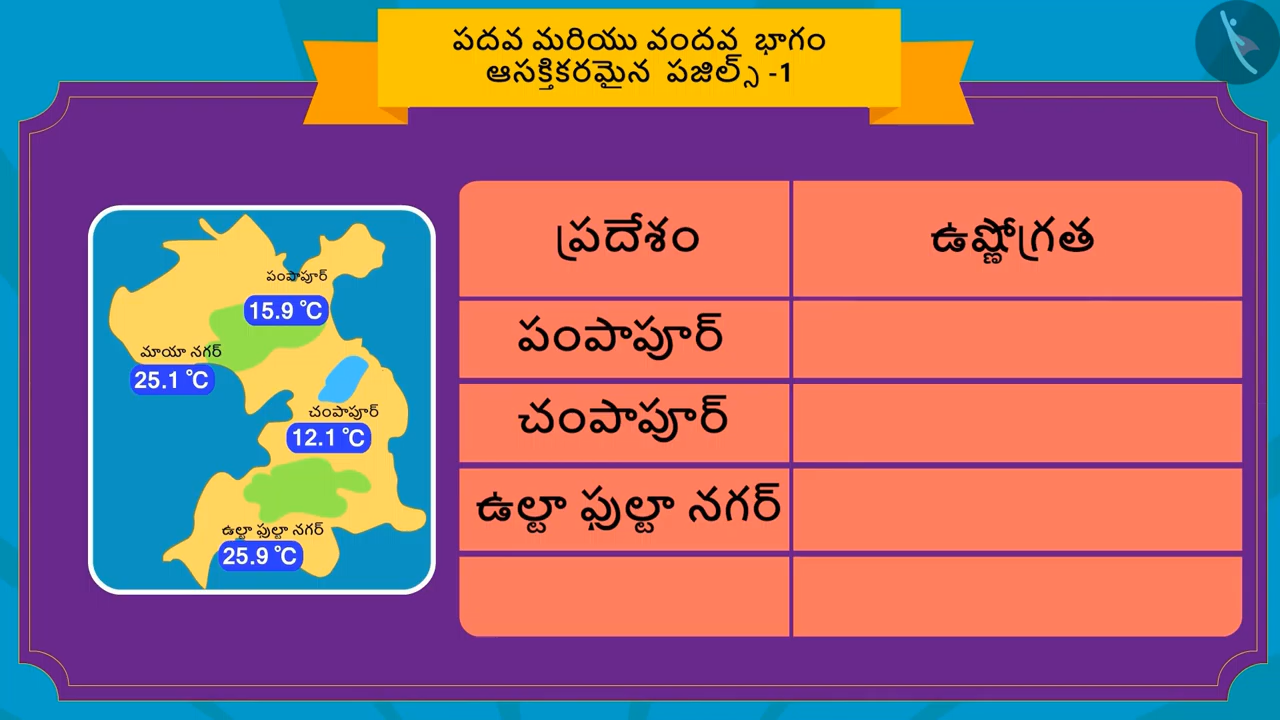 పదవ మరియు వందవ భాగం
ఆసక్తికరమైన పజిల్స్ -1
పంపాపూర్
15.9 °C
మాయా నగర్
25.1 °C
చంపాపూర్
12.1 °C
ఉల్టా ఫుల్టా నగర్
25.9 °C
ప్రదేశం ఉష్ణోగ్రత
పంపాపూర్
చంపాపూర్
ఉల్టా ఫుల్టా నగర్